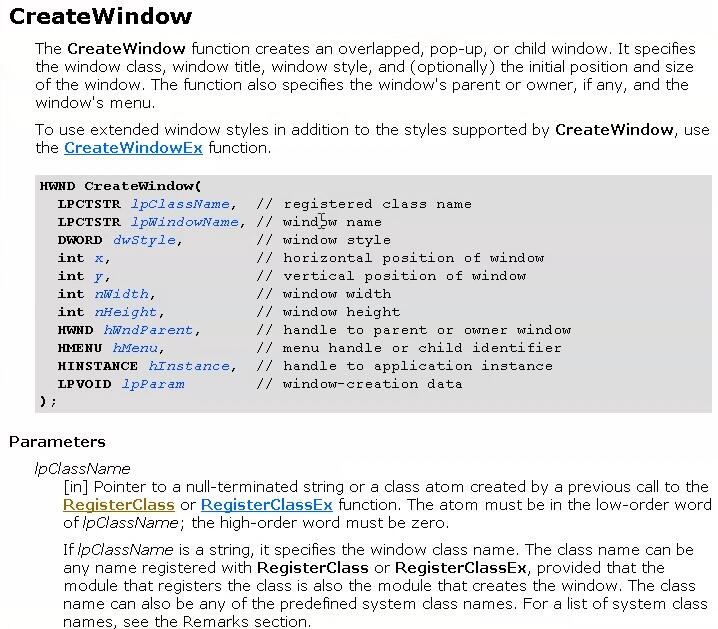 CreateWindow
The CreateWindow function creates an overlapped, pop-up, or child window. It specifies
the window class, window title, window style, and (optionally) the initial position and size
of the window. The function also specifies the window's parent or owner, if any, and the
window's menu.
To use extended window styles in addition to the styles supported by CreateWindow, use
the CreateWindowEx function.
HWND CreateWindow(
LPCTSTR lpClassName, // registered class name
LPCTSTR lpWindowName, // window name
DWORD dwStyle, // window style
int x, // horizontal position of window
int y, // vertical position of window
int nWidth, // window width
int nHeight, // window height
HWND hWndParent, // handle to parent or owner window
HMENU hMenu, // menu handle or child identifier
HINSTANCE hInstance, // handle to application instance
LPVOID lpParam // window-creation data
);
Parameters
lpClassName
[in] Pointer to a null-terminated string or a class atom created by a previous call to the
RegisterClass or RegisterClassEx function. The atom must be in the low-order word
of lpClassName; the high-order word must be zero.
If lpClassName is a string, it specifies the window class name. The class name can be
any name registered with RegisterClass or RegisterClassEx, provided that the
module that registers the class is also the module that creates the window. The class
name can also be any of the predefined system class names. For a list of system class
names, see the Remarks section.